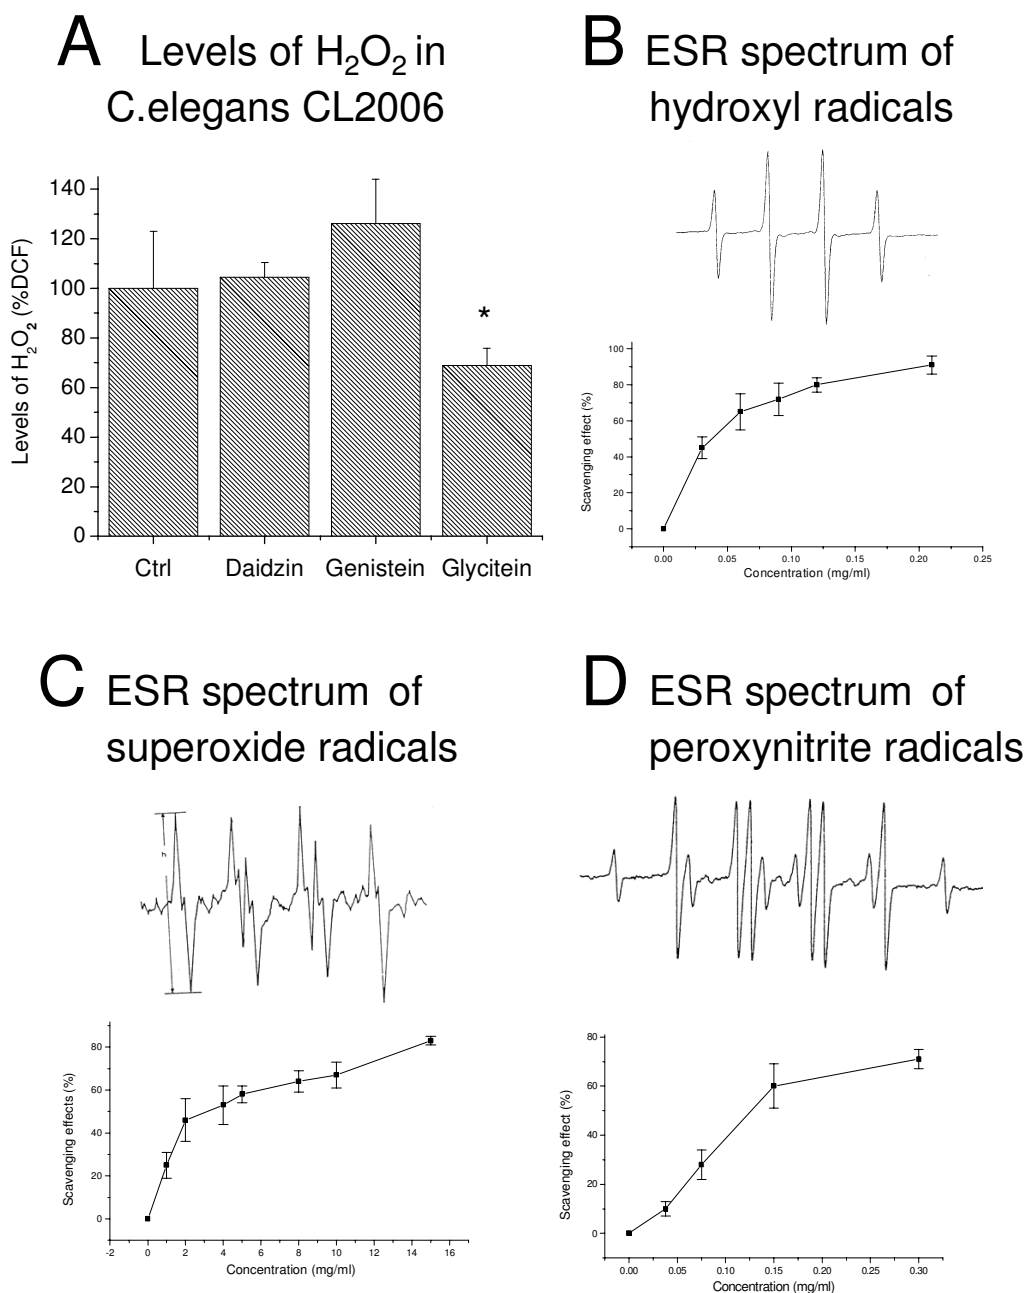 A Levels of H2O2 in
C.elegans CL2006
Levels of H2O2 (%DCF)
140
120
100
80
60
40
20
0
*
Ctrl Daidzin Genistein Glycitein
B ESR spectrum of
hydroxyl radicals
Scavenging effect (%)
100
80
60
40
20
0
0.00 0.05 0.10 0.15 0.20 0.25
Concentration (mg/ml)
C ESR spectrum of
superoxide radicals
Scavenging effects (%)
80
60
40
20
0
-2 0 2 4 6 8 10 12 14 16
Concentration (mg/ml)
D ESR spectrum of
peroxynitrite radicals
Scavenging effect (%)
80
60
40
20
0
0.00 0.05 0.10 0.15 0.20 0.25 0.30
Concentration (mg/ml)